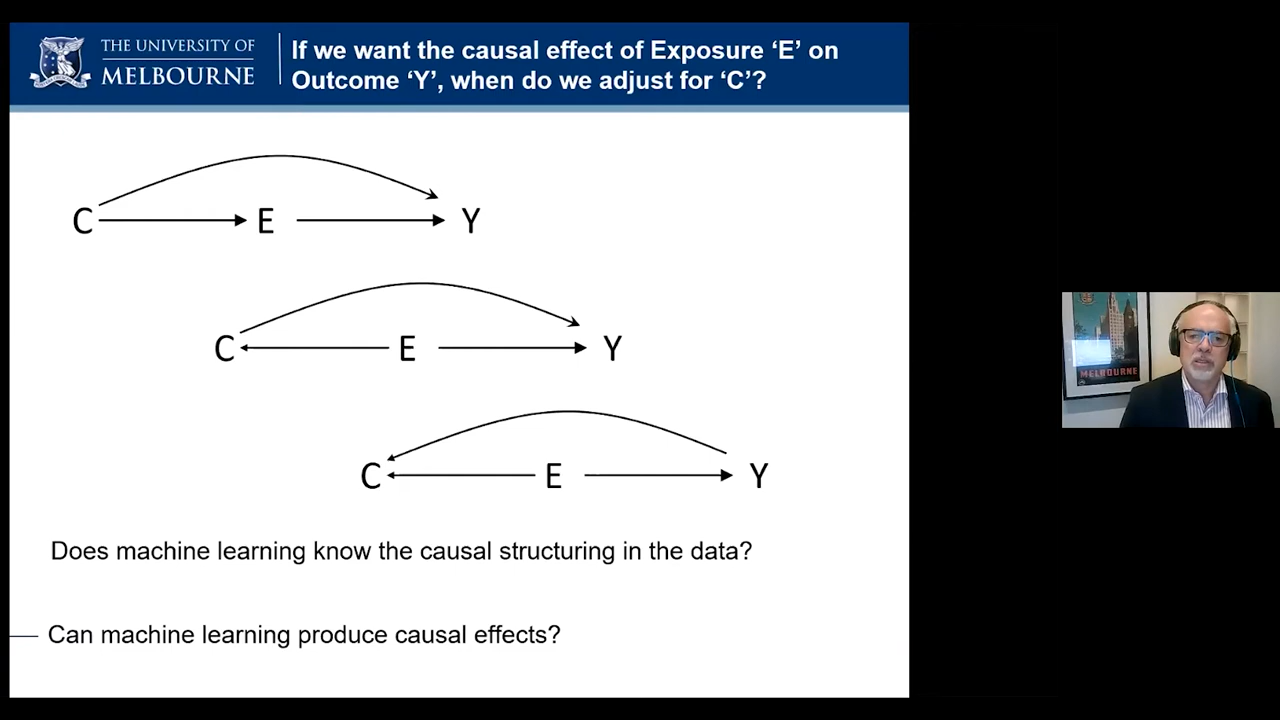 THE UNIVERSITY OF
MELBOURNE
If we want the causal effect of Exposure ‘E’ on
Outcome ‘Y’, when do we adjust for ‘C’?
C E Y
C E Y
C E Y
Does machine learning know the causal structuring in the data?
Can machine learning produce causal effects?
MELBOURNE